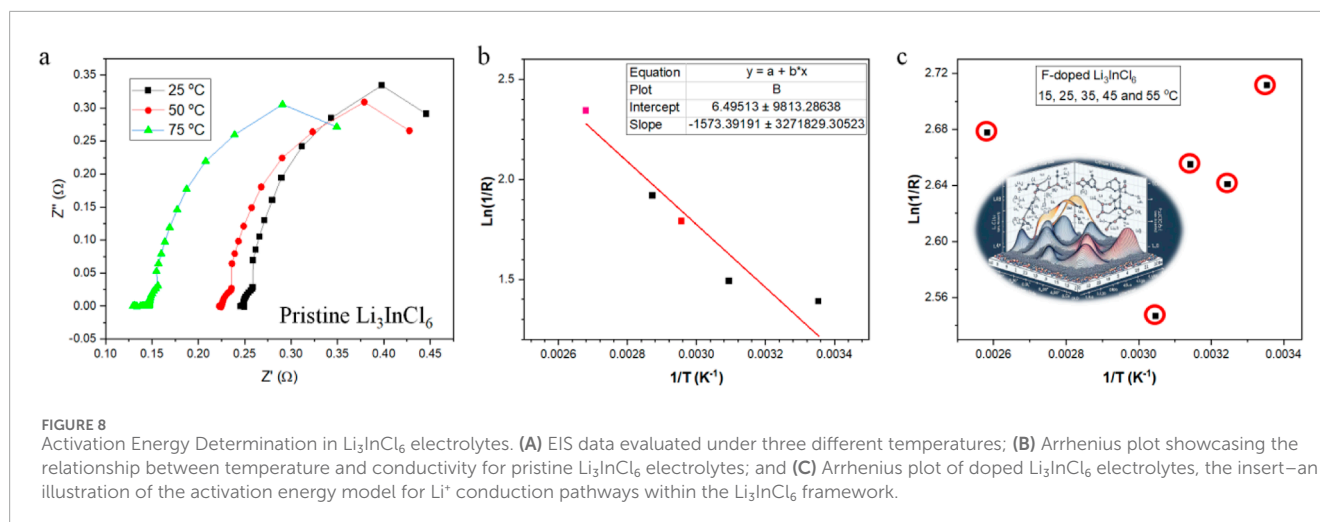 a
0.35
0.30
0.25
0.20
0.15
0.10
0.05
0.00
-0.05
Z'' (Ω)
25 °C
50 °C
75 °C
Pristine Li₃InCl₆
0.10 0.15 0.20 0.25 0.30 0.35 0.40 0.45
Z' (Ω)
b
2.5
2.0
1.5
Ln(1/R)
Equation y = a + b*x
Plot B
Intercept 6.49513 ± 9813.28638
Slope -1573.39191 ± 3271829.30523
0.0026 0.0028 0.0030 0.0032 0.0034
1/T (K⁻¹)
c
2.72
2.68
2.64
2.60
2.56
Ln(1/R)
F-doped Li₃InCl₆
15, 25, 35, 45 and 55 °C
0.0026 0.0028 0.0030 0.0032 0.0034
1/T (K⁻¹)
FIGURE 8
Activation Energy Determination in Li₃InCl₆ electrolytes. (A) EIS data evaluated under three different temperatures; (B) Arrhenius plot showcasing the
relationship between temperature and conductivity for pristine Li₃InCl₆ electrolytes; and (C) Arrhenius plot of doped Li₃InCl₆ electrolytes, the insert–an
illustration of the activation energy model for Li⁺ conduction pathways within the Li₃InCl₆ framework.